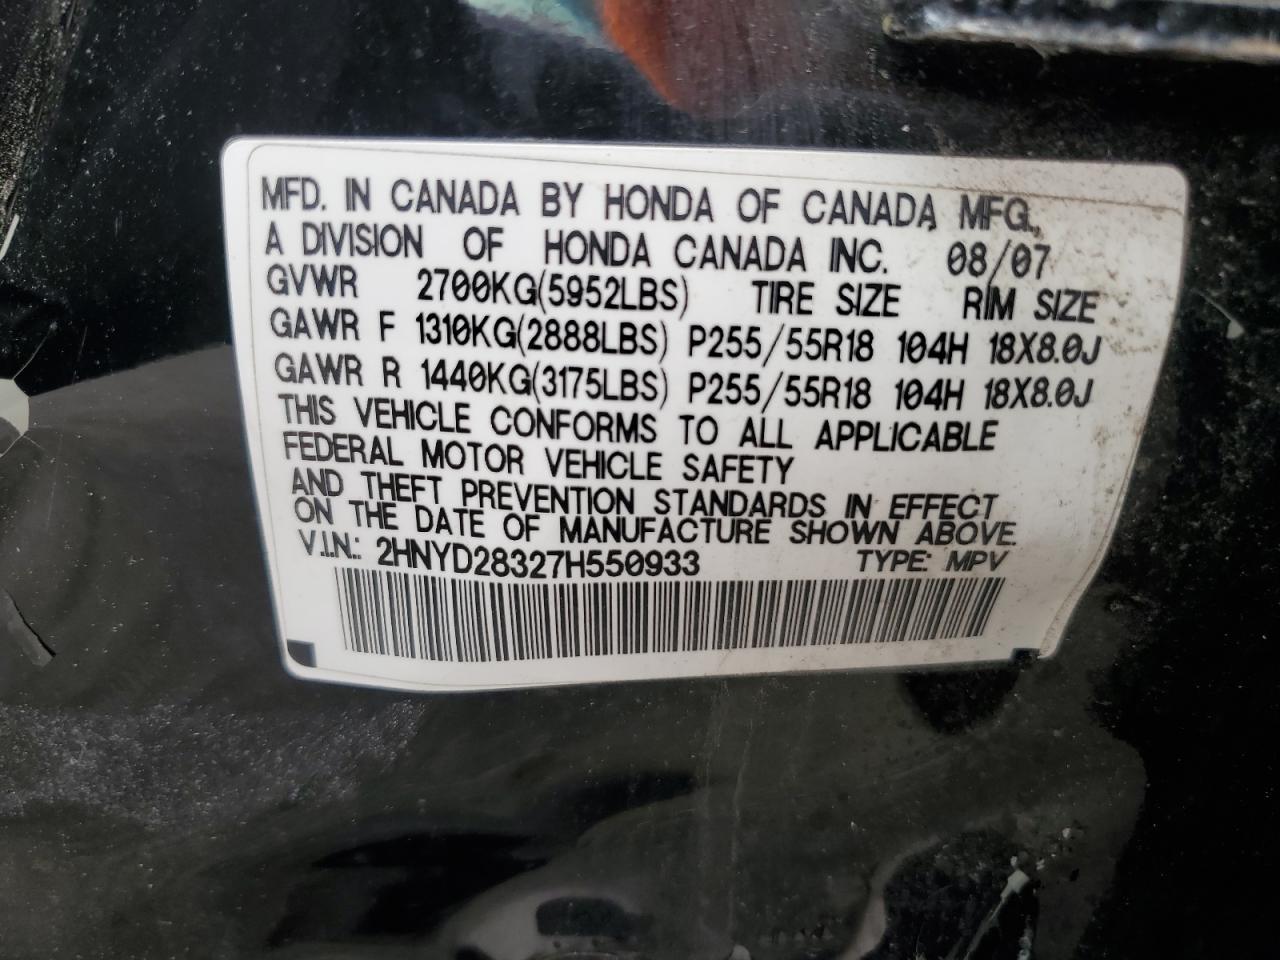 MFD. IN CANADA BY HONDA OF CANADA MFG.,
A DIVISION OF HONDA CANADA INC. 08/07
GVWR 2700KG(5952LBS) TIRE SIZE RIM SIZE
GAWR F 1310KG(2888LBS) P255/55R18 104H 18X8.0J
GAWR R 1440KG(3175LBS) P255/55R18 104H 18X8.0J
THIS VEHICLE CONFORMS TO ALL APPLICABLE
FEDERAL MOTOR VEHICLE SAFETY
AND THEFT PREVENTION STANDARDS IN EFFECT
ON THE DATE OF MANUFACTURE SHOWN ABOVE.
V.I.N.: 2HNYD28327H550933 TYPE: MPV